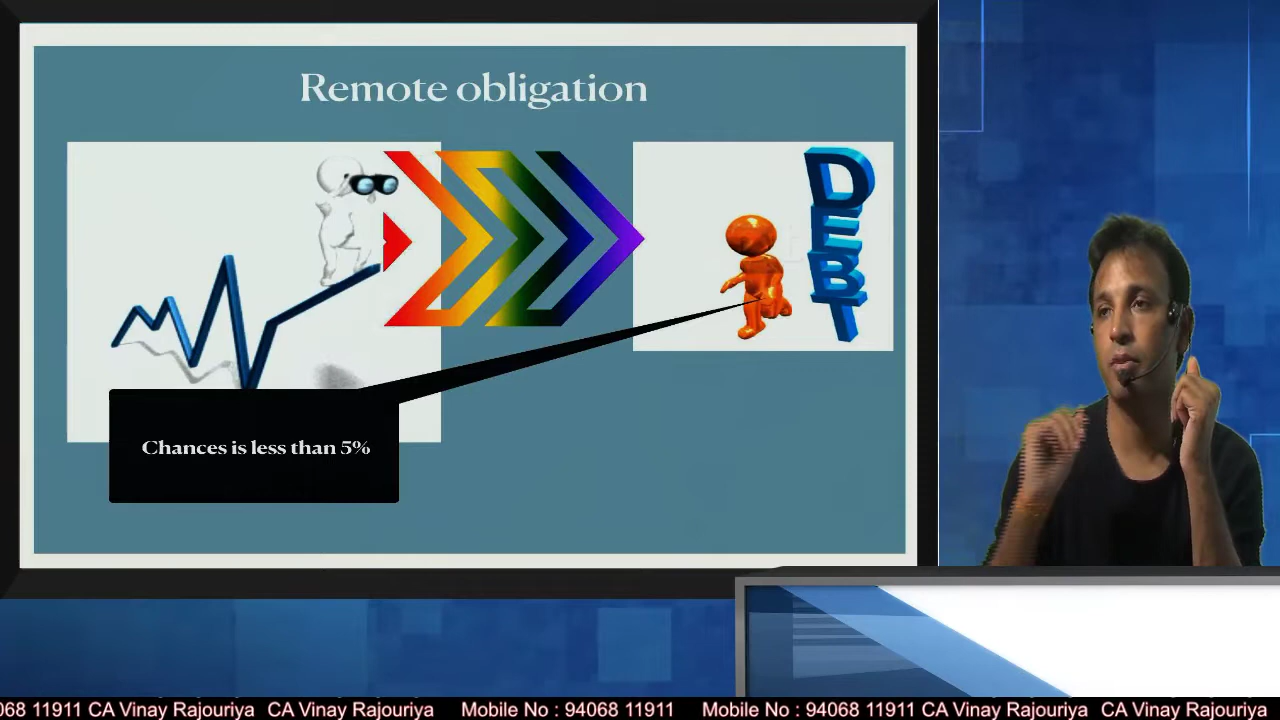 Remote obligation
DEBT
Chances is less than 5%
068 11911 CA Vinay Rajouriya CA Vinay Rajouriya Mobile No : 94068 11911 Mobile No : 94068 11911 CA Vinay Rajouriya CA Vinay Rajouriya